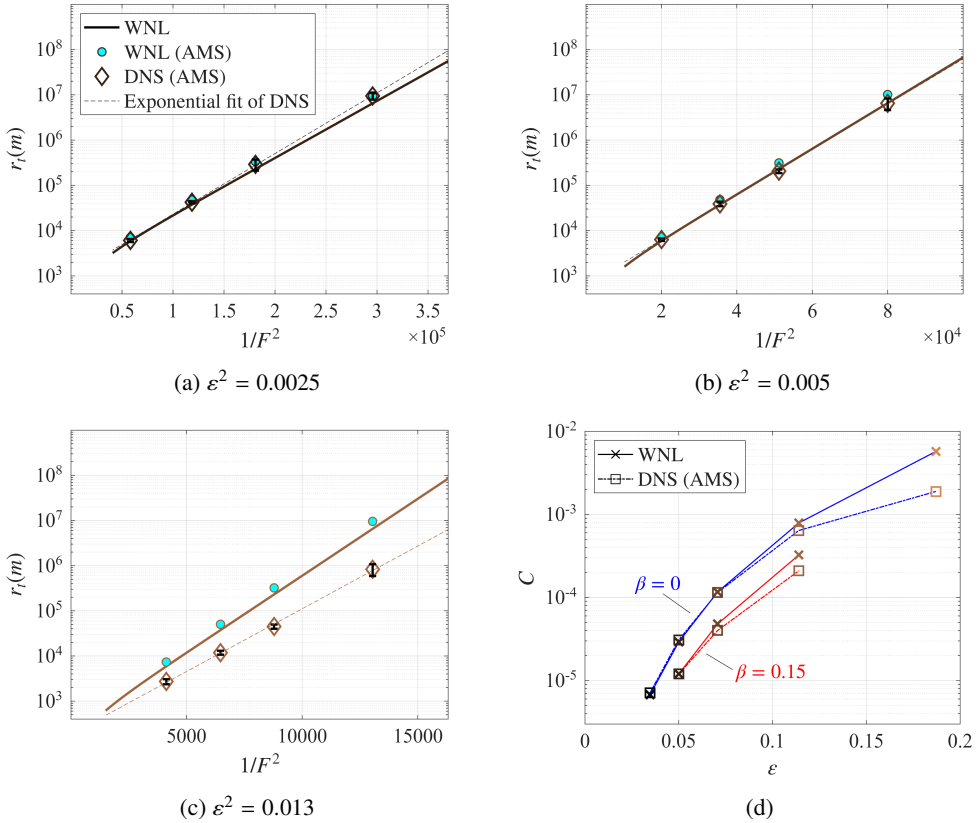 10^8
10^7
10^6
10^5
10^4
10^3
r_t(m)
WNL
WNL (AMS)
DNS (AMS)
Exponential fit of DNS
0.5 1 1.5 2 2.5 3 3.5
1/F^2
×10^5
(a) ε^2 = 0.0025
10^8
10^7
10^6
10^5
10^4
10^3
r_t(m)
2 4 6 8
1/F^2
×10^4
(b) ε^2 = 0.005
10^8
10^7
10^6
10^5
10^4
10^3
r_t(m)
5000 10000 15000
1/F^2
(c) ε^2 = 0.013
10^-2
10^-3
10^-4
10^-5
C
WNL
DNS (AMS)
β = 0
β = 0.15
0 0.05 0.1 0.15 0.2
ε
(d)